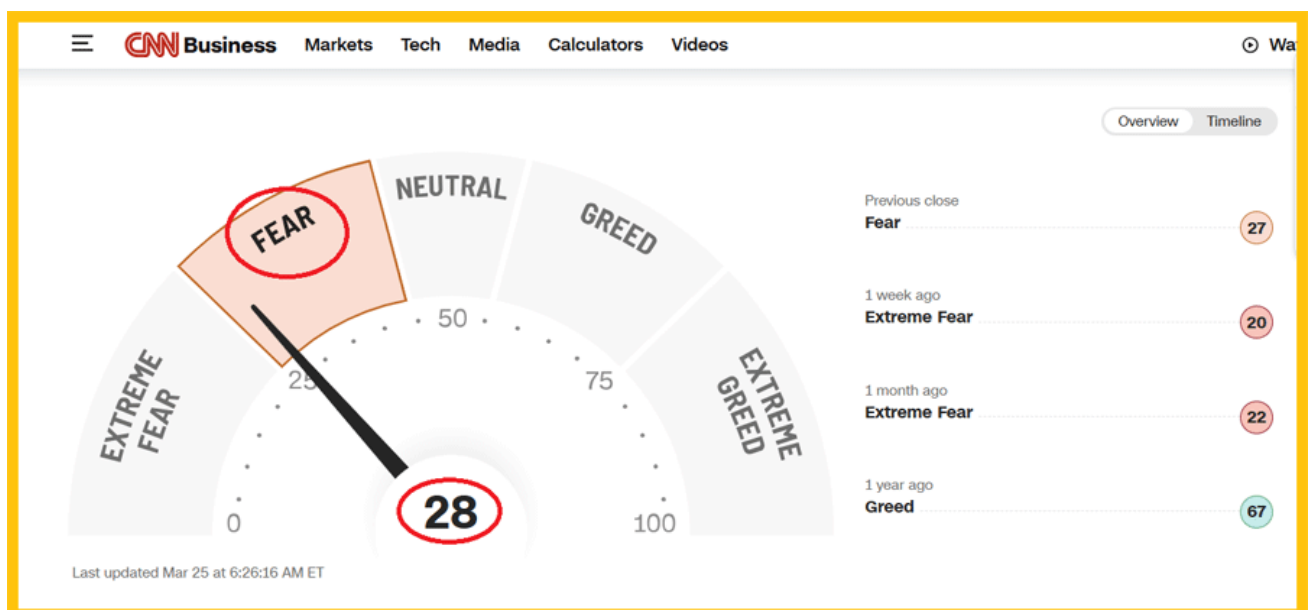 CNN Business Markets Tech Media Calculators Videos
Overview Timeline
EXTREME
FEAR
FEAR
NEUTRAL
GREED
EXTREME
GREED
0
25
50
75
100
28
Last updated Mar 25 at 6:26:16 AM ET
Previous close
Fear 27
1 week ago
Extreme Fear 20
1 month ago
Extreme Fear 22
1 year ago
Greed 67